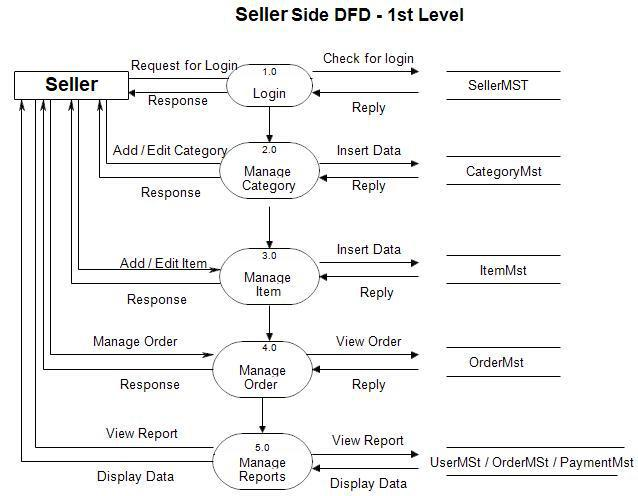 Seller Side DFD - 1st Level
Seller
Request for Login
Response
1.0
Login
Check for login
Reply
SellerMST
Add / Edit Category
Response
2.0
Manage
Category
Insert Data
Reply
CategoryMst
Add / Edit Item
Response
3.0
Manage
Item
Insert Data
Reply
ItemMst
Manage Order
Response
4.0
Manage
Order
View Order
Reply
OrderMst
View Report
Display Data
5.0
Manage
Reports
View Report
Display Data
UserMSt / OrderMSt / PaymentMst